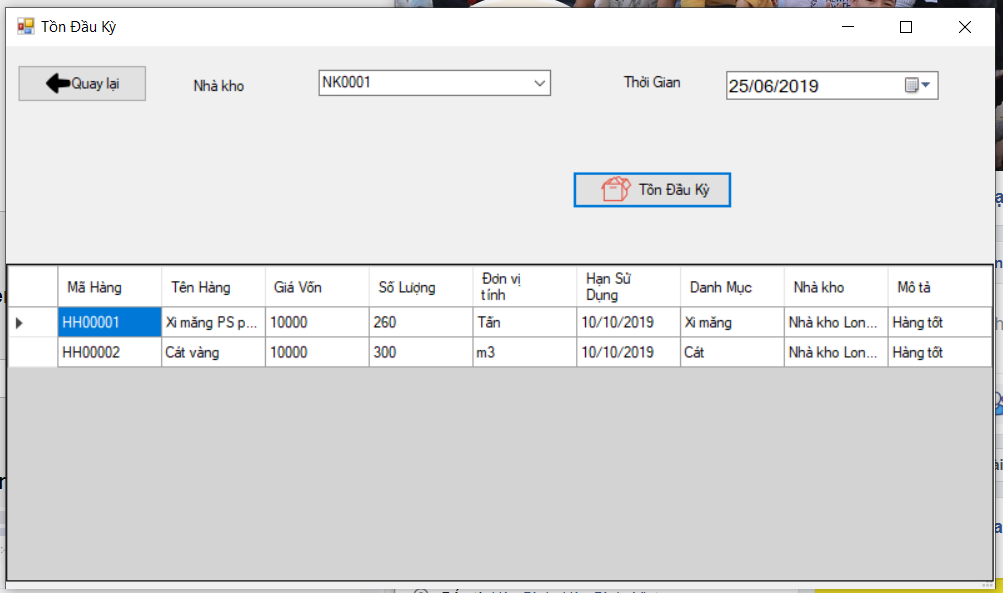 Tồn Đầu Kỳ
Quay lại
Nhà kho
NK0001
Thời Gian
25/06/2019
Tồn Đầu Kỳ
Mã Hàng
Tên Hàng
Giá Vốn
Số Lượng
Đơn vị
tính
Hạn Sử
Dụng
Danh Mục
Nhà kho
Mô tả
HH00001
Xi măng PS p...
10000
260
Tấn
10/10/2019
Xi măng
Nhà kho Lon...
Hàng tốt
HH00002
Cát vàng
10000
300
m3
10/10/2019
Cát
Nhà kho Lon...
Hàng tốt